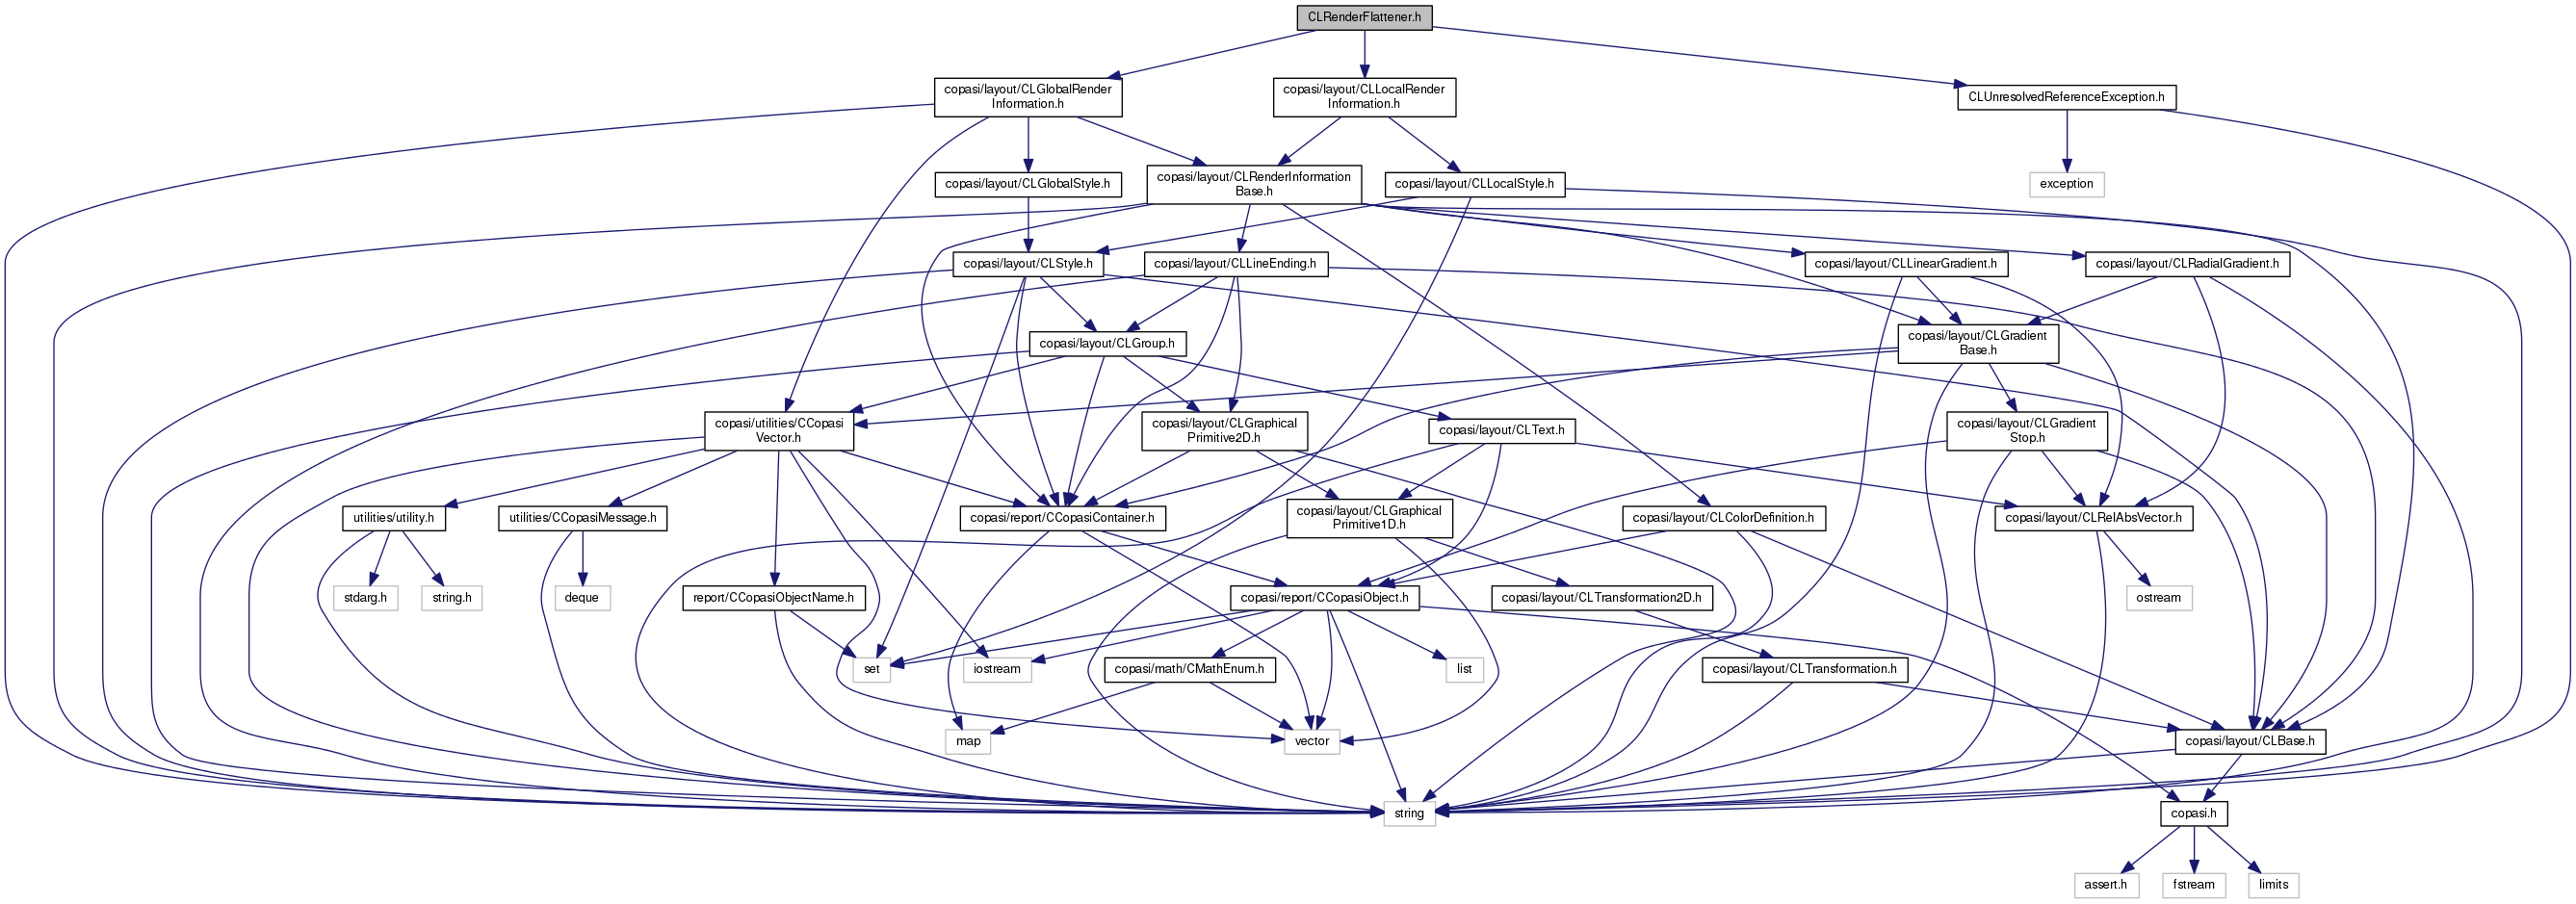 CLRenderFlattener.h
copasi/layout/CLGlobalRender
Information.h
copasi/layout/CLLocalRender
Information.h
CLUnresolvedReferenceException.h
copasi/layout/CLGlobalStyle.h
copasi/layout/CLRenderInformation
Base.h
copasi/layout/CLLocalStyle.h
exception
copasi/layout/CLStyle.h
copasi/layout/CLLineEnding.h
copasi/layout/CLLinearGradient.h
copasi/layout/CLRadialGradient.h
copasi/layout/CLGroup.h
copasi/layout/CLGradient
Base.h
copasi/utilities/CCopasi
Vector.h
copasi/layout/CLGraphical
Primitive2D.h
copasi/layout/CLText.h
copasi/layout/CLGradient
Stop.h
utilities/utility.h
utilities/CCopasiMessage.h
copasi/report/CCopasiContainer.h
copasi/layout/CLGraphical
Primitive1D.h
copasi/layout/CLColorDefinition.h
copasi/layout/CLRelAbsVector.h
stdarg.h
string.h
deque
report/CCopasiObjectName.h
copasi/report/CCopasiObject.h
copasi/layout/CLTransformation2D.h
ostream
set
iostream
copasi/math/CMathEnum.h
list
copasi/layout/CLTransformation.h
map
vector
copasi/layout/CLBase.h
string
copasi.h
assert.h
fstream
limits